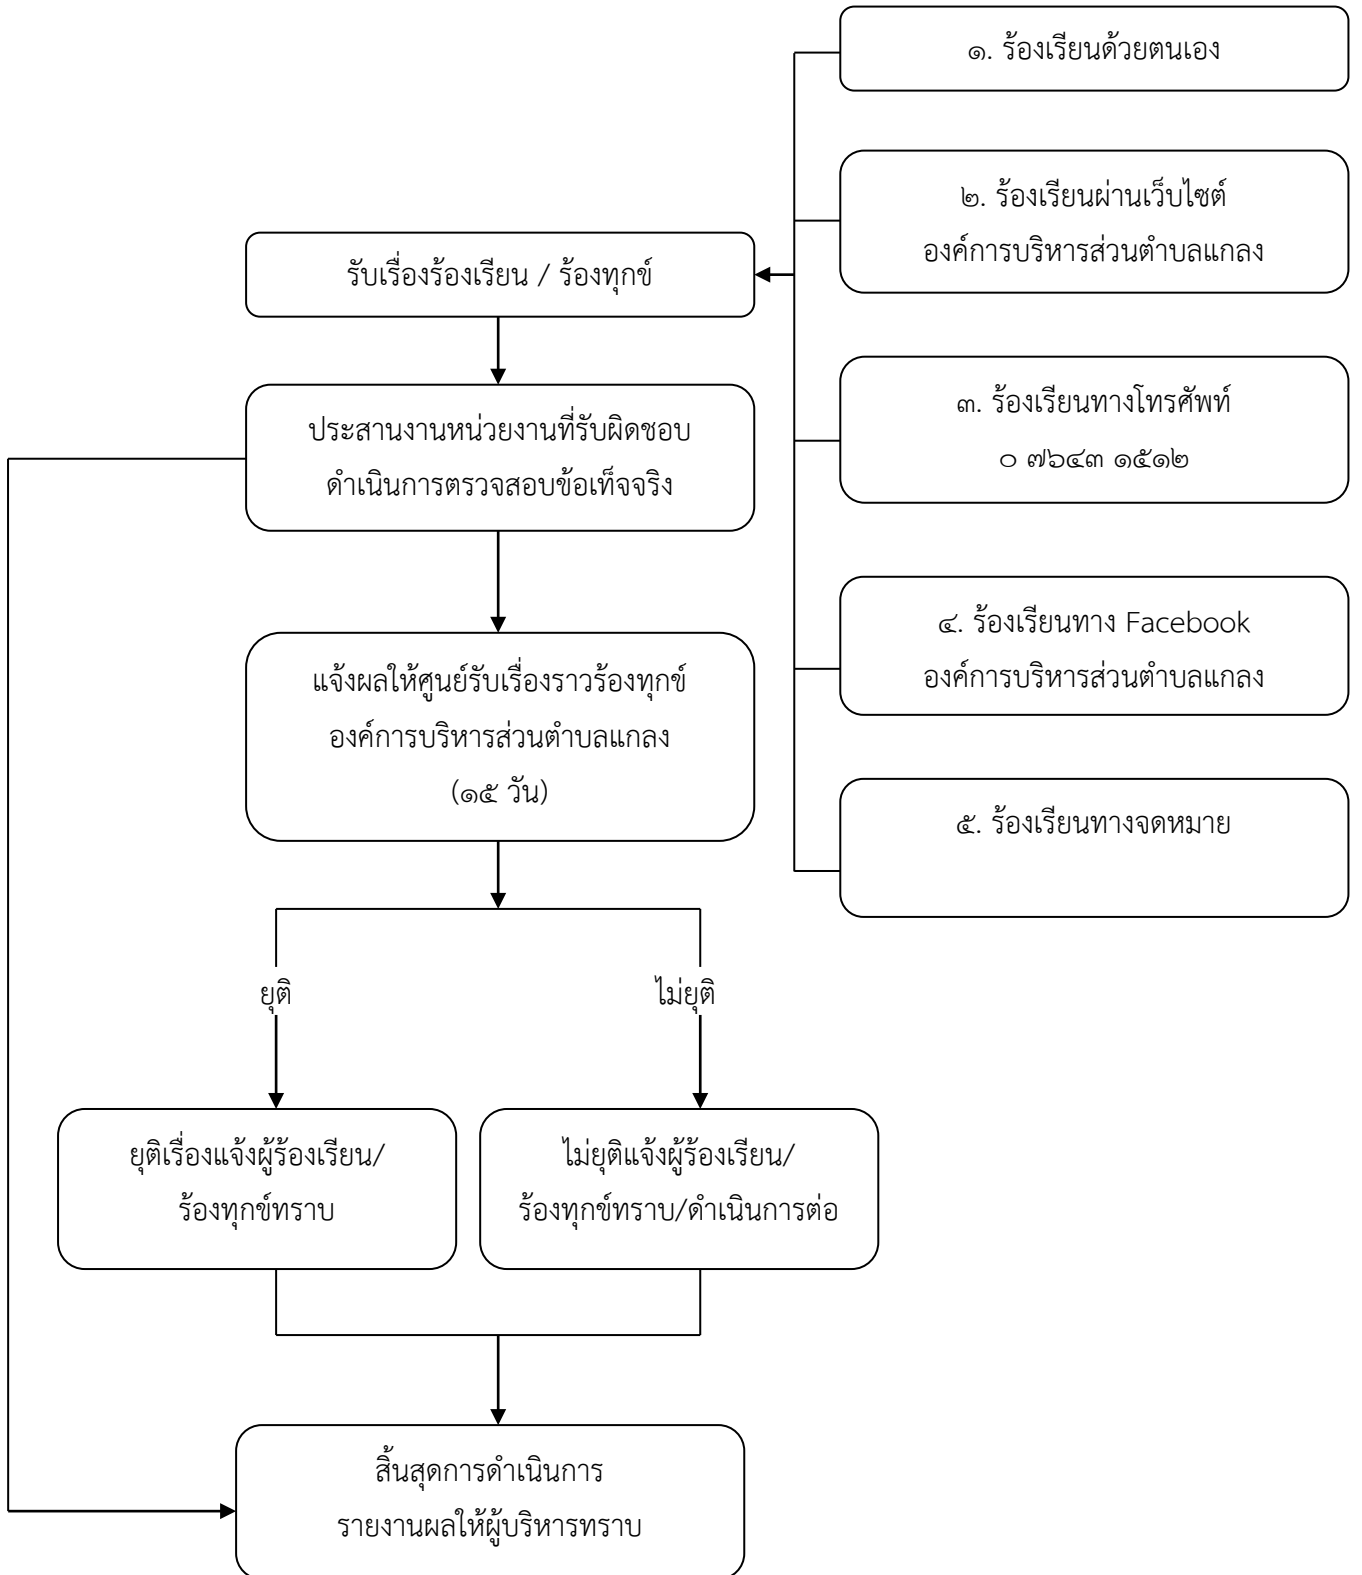 ๑. ร้องเรียนด้วยตนเอง
๒. ร้องเรียนผ่านเว็บไซต์
องค์การบริหารส่วนตำบลแกลง
รับเรื่องร้องเรียน / ร้องทุกข์
๓. ร้องเรียนทางโทรศัพท์
๐ ๗๖๔๓ ๑๕๑๒
ประสานงานหน่วยงานที่รับผิดชอบ
ดำเนินการตรวจสอบข้อเท็จจริง
๔. ร้องเรียนทาง Facebook
องค์การบริหารส่วนตำบลแกลง
แจ้งผลให้ศูนย์รับเรื่องราวร้องทุกข์
องค์การบริหารส่วนตำบลแกลง
(๑๕ วัน)
๕. ร้องเรียนทางจดหมาย
ยุติ
ไม่ยุติ
ยุติเรื่องแจ้งผู้ร้องเรียน/
ร้องทุกข์ทราบ
ไม่ยุติแจ้งผู้ร้องเรียน/
ร้องทุกข์ทราบ/ดำเนินการต่อ
สิ้นสุดการดำเนินการ
รายงานผลให้ผู้บริหารทราบ